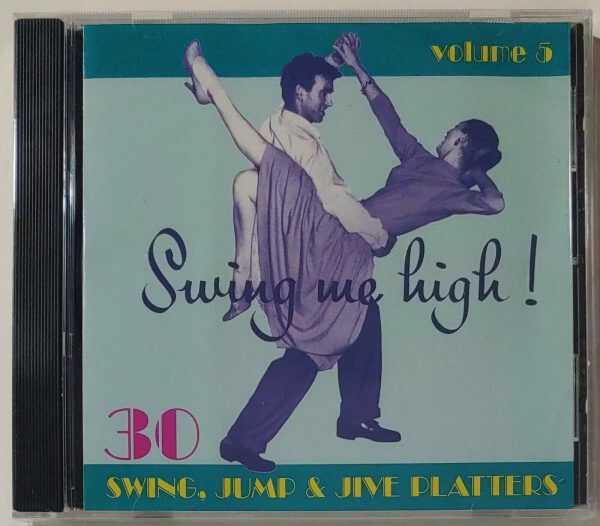 volume 5
Swing me high!
30
SWING, JUMP & JIVE PLATTERS